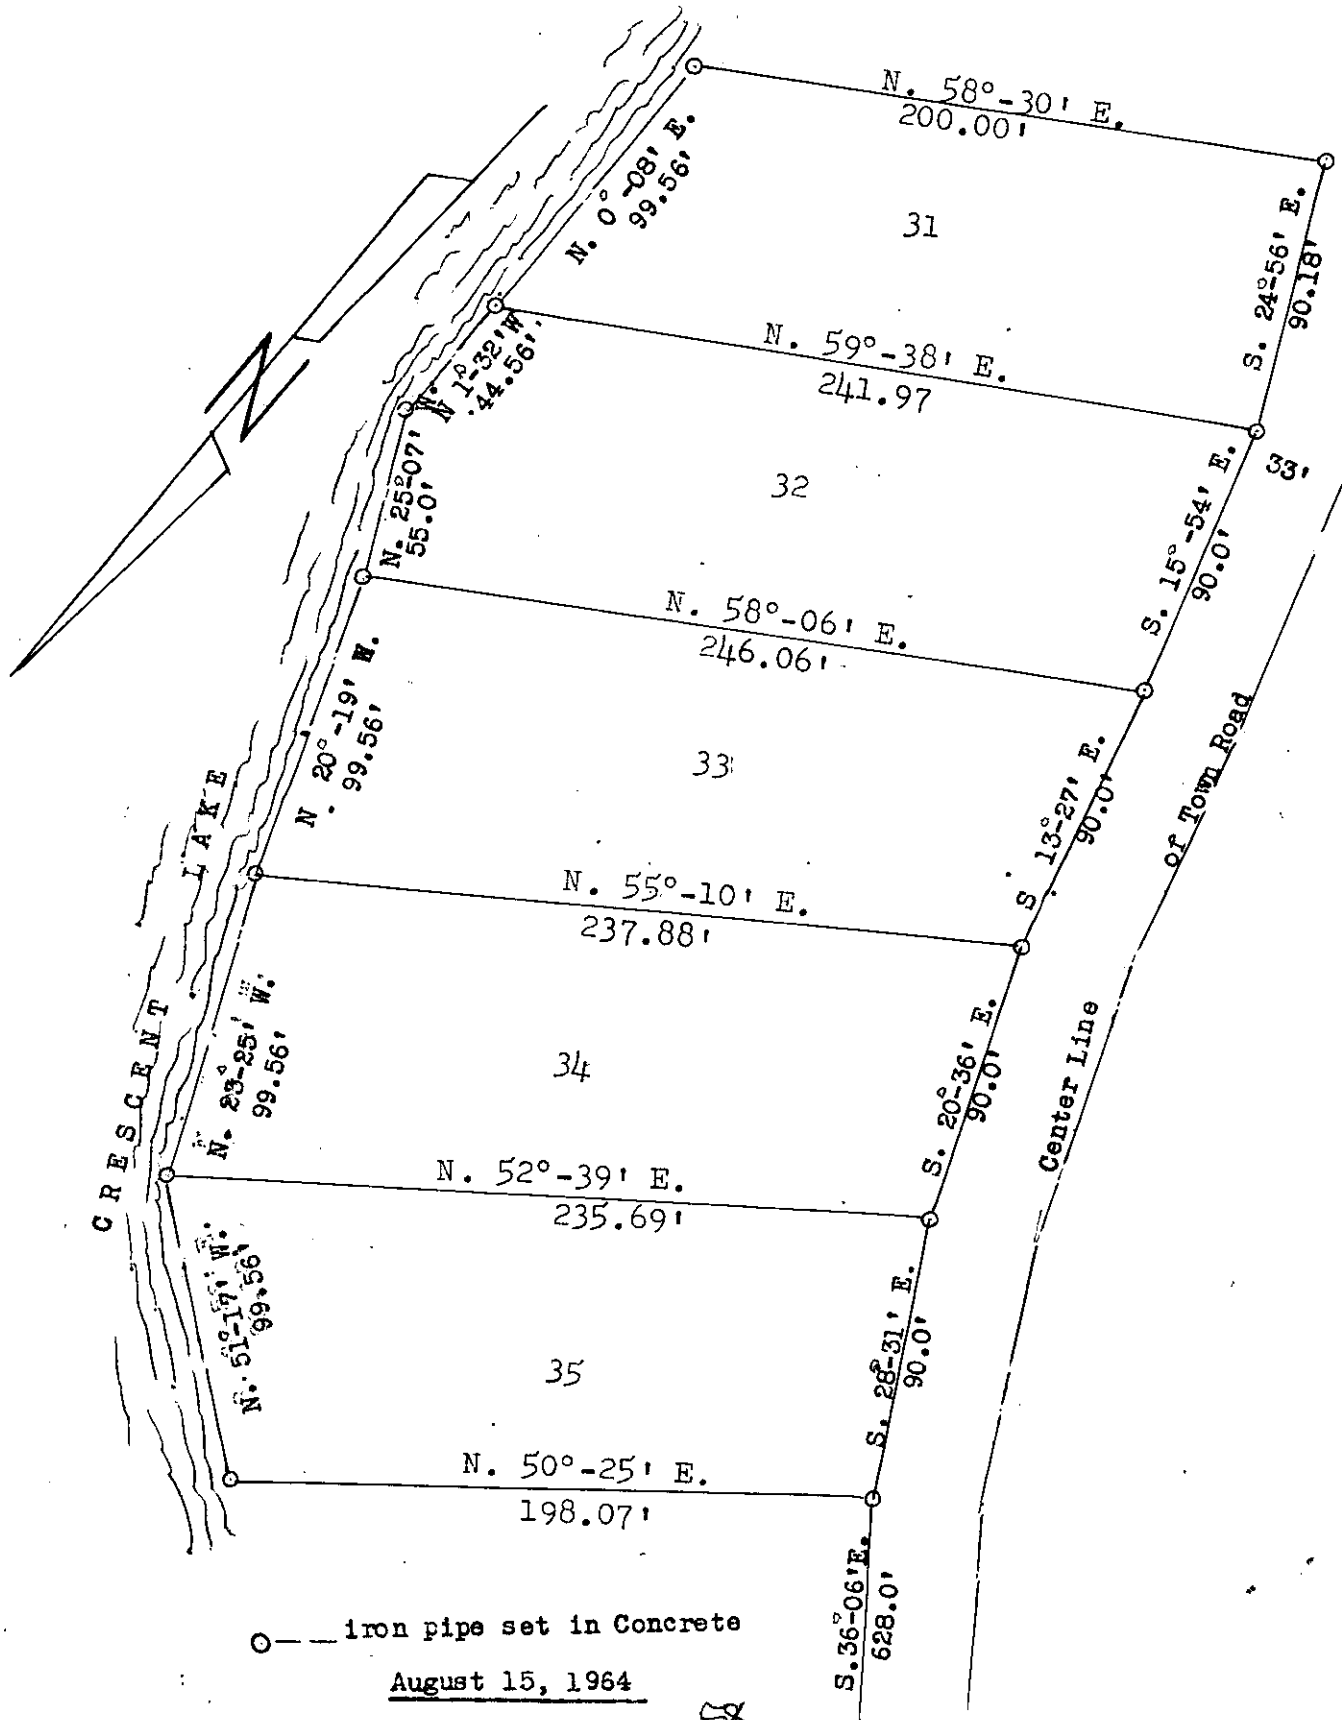 N. 58°-30' E.
200.00'
N. 0°-08' E.
99.56'
31
S. 24°-56' E.
90.18'
N
N 1°-32' W.
44.56'
N. 59°-38' E.
241.97
33'
N. 25°-07' W.
55.0'
32
S. 15°-54' E.
90.0'
N. 58°-06' E.
246.06'
N. 20°-19' W.
99.56'
33
S. 13°-27' E.
90.0'
of Town Road
Center Line
CRESCENT LAKE
N. 55°-10' E.
237.88'
N. 23°-25' W.
99.56'
34
S. 20°-36' E.
90.0'
N. 52°-39' E.
235.69'
N. 51°-17' W.
99.56'
35
S. 28°-31' E.
90.0'
N. 50°-25' E.
198.07'
S. 36°-06' E.
628.0'
iron pipe set in Concrete
August 15, 1964